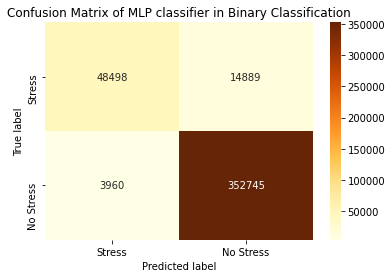 Confusion Matrix of MLP classifier in Binary Classification
350000
300000
250000
200000
150000
100000
50000
True label
Stress
48498 14889
No Stress
3960 352745
Stress No Stress
Predicted label